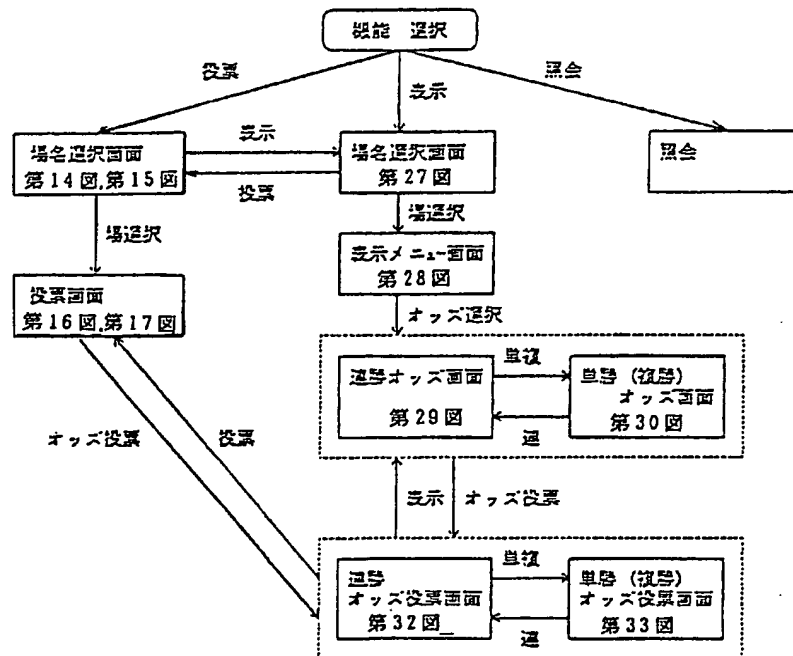 機能 選択
投票
表示
照会
場名選択画面
第14図,第15図
表示
投票
場名選択画面
第27図
照会
場選択
場選択
表示メニュー画面
第28図
投票画面
第16図,第17図
オッズ選択
連勝オッズ画面
第29図
単複
連
単勝(複勝)
オッズ画面
第30図
オッズ投票
投票
表示
オッズ投票
連勝
オッズ投票画面
第32図
単複
連
単勝(複勝)
オッズ投票画面
第33図